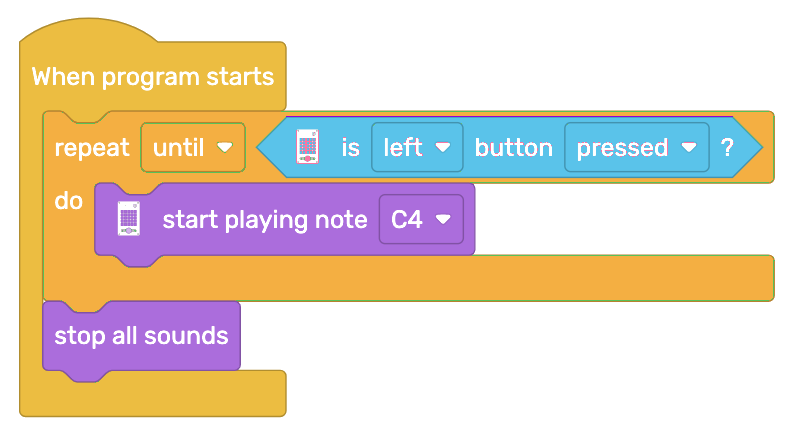 When program starts
repeat until is left button pressed ?
do start playing note C4
stop all sounds